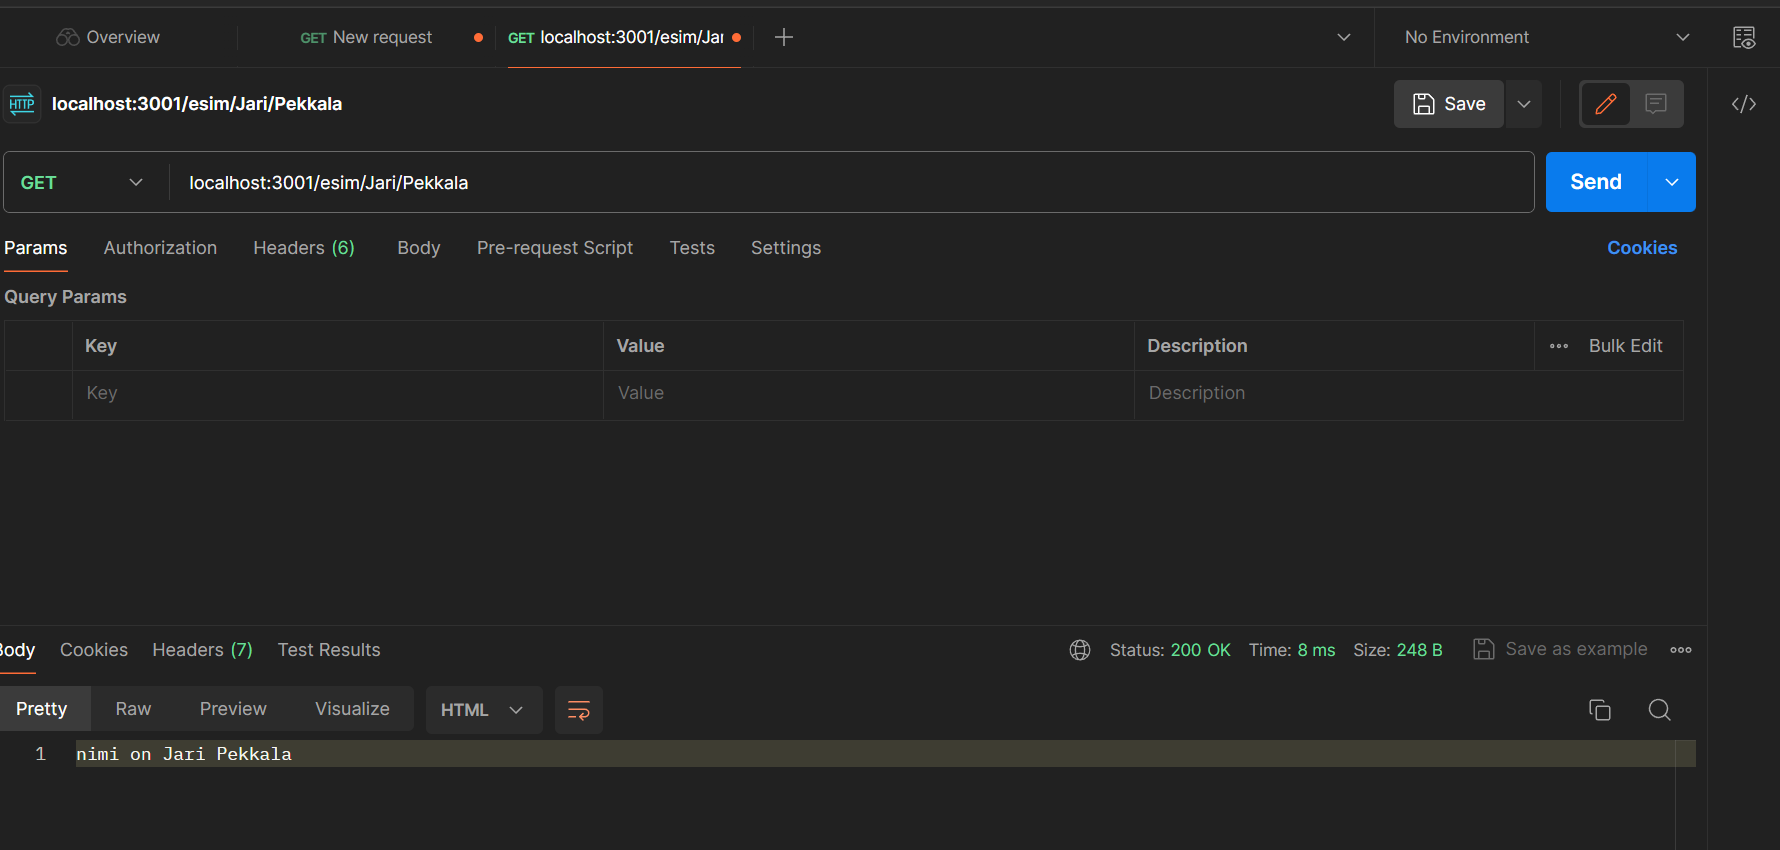 Overview
GET New request
GET localhost:3001/esim/Jar
No Environment
HTTP localhost:3001/esim/Jari/Pekkala
Save
GET localhost:3001/esim/Jari/Pekkala
Send
Params Authorization Headers (6) Body Pre-request Script Tests Settings Cookies
Query Params
Key Value Description Bulk Edit
Key Value Description
Body Cookies Headers (7) Test Results Status: 200 OK Time: 8 ms Size: 248 B Save as example
Pretty Raw Preview Visualize HTML
1 nimi on Jari Pekkala